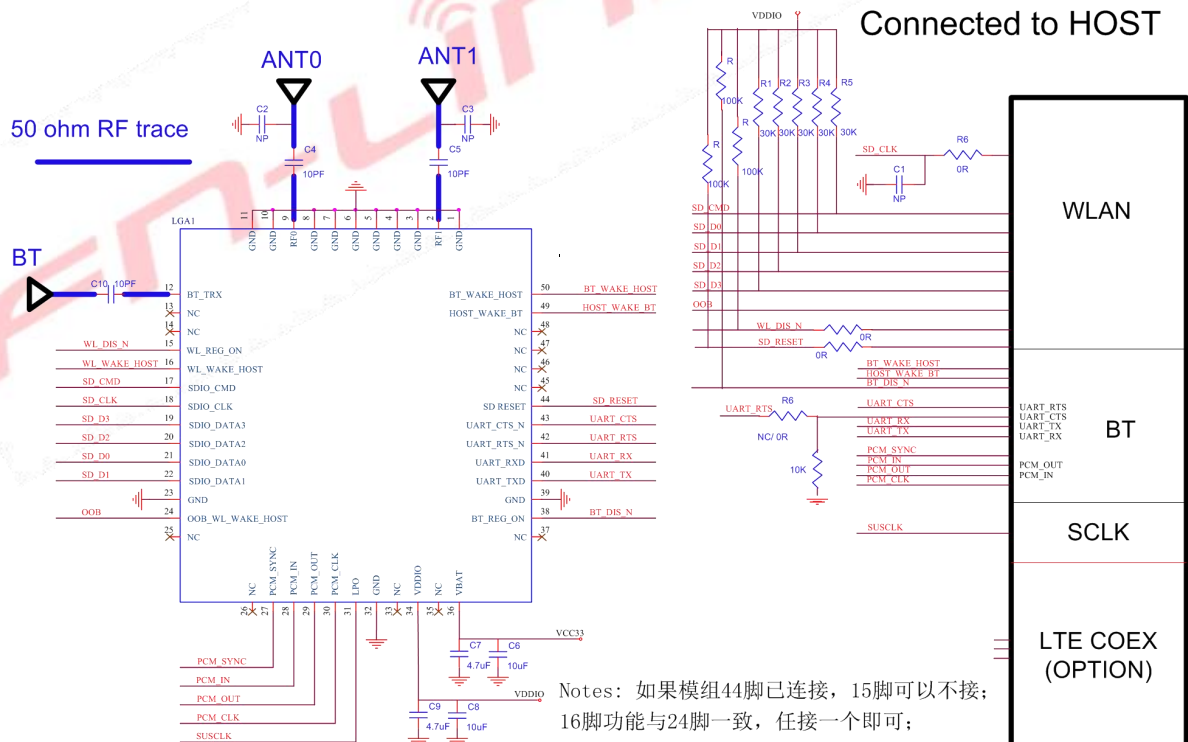 Connected to HOST
VDDIO
ANT0
ANT1
50 ohm RF trace
C2
NP
C3
NP
C4
10PF
C5
10PF
LGA1
11 10 9 8 7 6 5 4 3 2 1
GND GND RF0 GND GND GND GND GND GND RF1 GND
BT
C10 10PF
12 BT_TRX
13 NC
14 NC
WL_DIS_N 15 WL_REG_ON
WL_WAKE_HOST 16 WL_WAKE_HOST
SD_CMD 17 SDIO_CMD
SD_CLK 18 SDIO_CLK
SD_D3 19 SDIO_DATA3
SD_D2 20 SDIO_DATA2
SD_D0 21 SDIO_DATA0
SD_D1 22 SDIO_DATA1
23 GND
OOB 24 OOB_WL_WAKE_HOST
25 NC
BT_WAKE_HOST 50 BT_WAKE_HOST
HOST_WAKE_BT 49 HOST_WAKE_BT
NC 48
NC 47
NC 46
NC 45
SD RESET 44 SD_RESET
UART_CTS_N 43 UART_CTS
UART_RTS_N 42 UART_RTS
UART_RXD 41 UART_RX
UART_TXD 40 UART_TX
GND 39
BT_REG_ON 38 BT_DIS_N
NC 37
NC PCM_SYNC PCM_IN PCM_OUT PCM_CLK LPO GND NC VDDIO NC VBAT
26 27 28 29 30 31 32 33 34 35 36
PCM_SYNC
PCM_IN
PCM_OUT
PCM_CLK
SUSCLK
VCC33
C7
4.7uF
C6
10uF
VDDIO
C9
4.7uF
C8
10uF
R
100K
R
100K
R
100K
R1 R2 R3 R4 R5
30K 30K 30K 30K 30K
SD_CLK
R6
0R
C1
NP
SD_CMD
SD_D0
SD_D1
SD_D2
SD_D3
OOB
WL_DIS_N
0R
SD_RESET
0R
BT_WAKE_HOST
HOST_WAKE_BT
BT_DIS_N
UART_RTS
R6
NC/ 0R
10K
UART_CTS
UART_RX
UART_TX
PCM_SYNC
PCM_IN
PCM_OUT
PCM_CLK
SUSCLK
WLAN
UART_RTS
UART_CTS
UART_TX
UART_RX
BT
PCM_OUT
PCM_IN
SCLK
LTE COEX
(OPTION)
Notes: 如果模组44脚已连接，15脚可以不接；
16脚功能与24脚一致，任接一个即可；